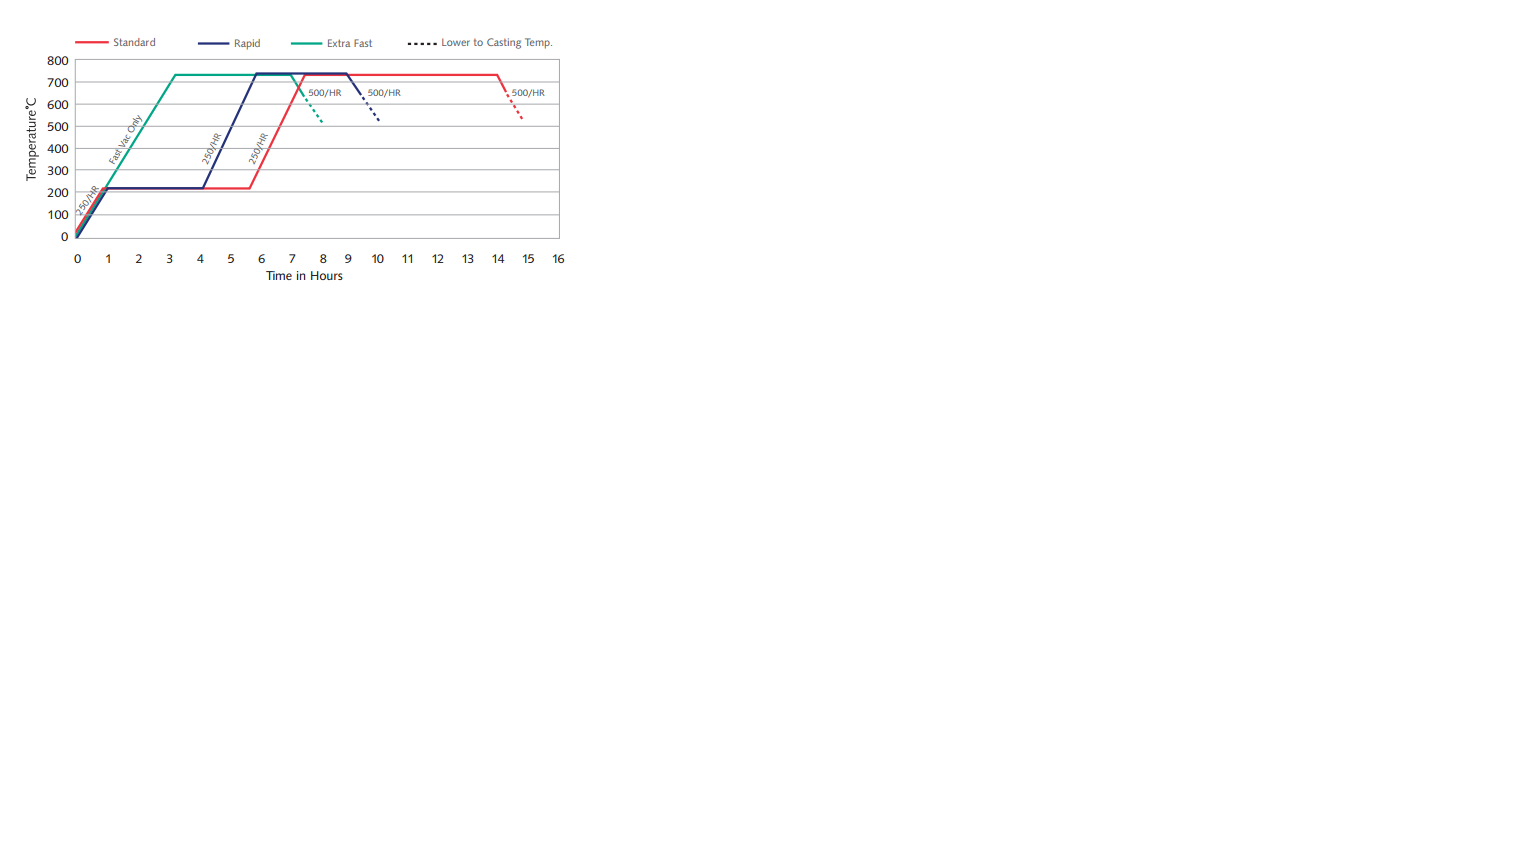 Standard Rapid Extra Fast Lower to Casting Temp.
Temperature°C
800
700
600
500
400
300
200
100
0
250/HR
Fast Vac Only
250/HR
250/HR
500/HR
500/HR
500/HR
0 1 2 3 4 5 6 7 8 9 10 11 12 13 14 15 16
Time in Hours